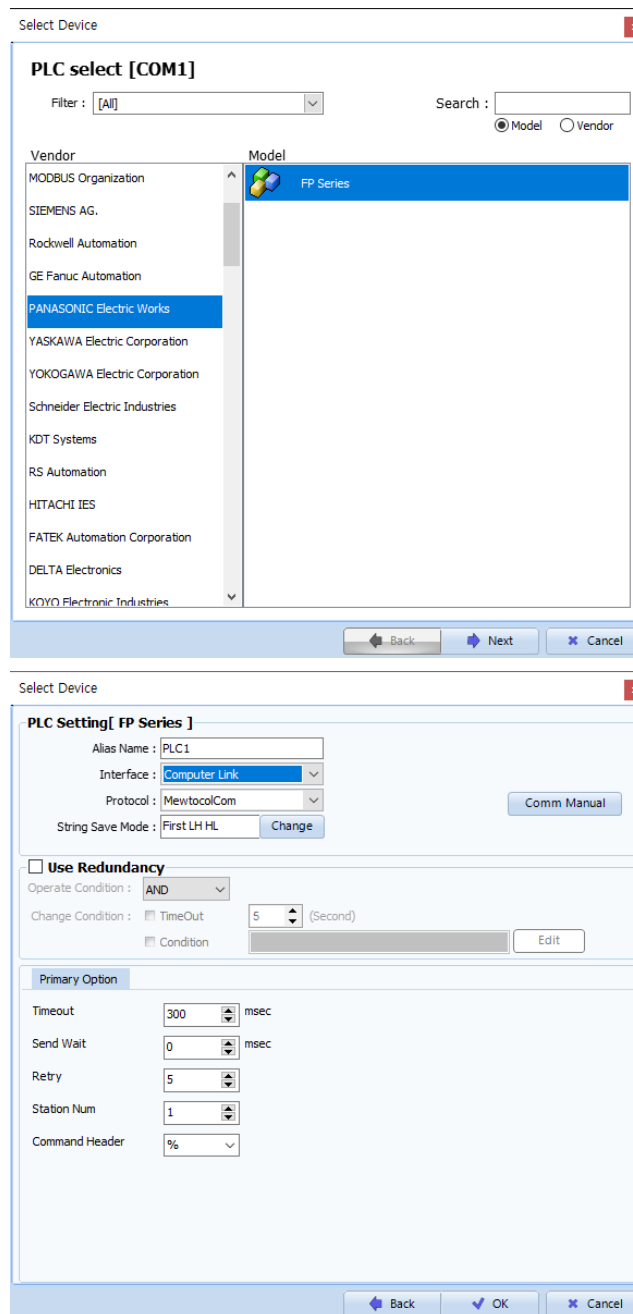 Select Device
PLC select [COM1]
Filter : [All]
Search :
Model Vendor
Vendor Model
MODBUS Organization
FP Series
SIEMENS AG.
Rockwell Automation
GE Fanuc Automation
PANASONIC Electric Works
YASKAWA Electric Corporation
YOKOGAWA Electric Corporation
Schneider Electric Industries
KDT Systems
RS Automation
HITACHI IES
FATEK Automation Corporation
DELTA Electronics
KOYO Electronic Industries
Back Next Cancel
Select Device
PLC Setting[ FP Series ]
Alias Name : PLC1
Interface : Computer Link
Protocol : MewtocolCom
Comm Manual
String Save Mode : First LH HL Change
Use Redundancy
Operate Condition : AND
Change Condition : TimeOut 5 (Second)
Condition Edit
Primary Option
Timeout 300 msec
Send Wait 0 msec
Retry 5
Station Num 1
Command Header %
Back OK Cancel